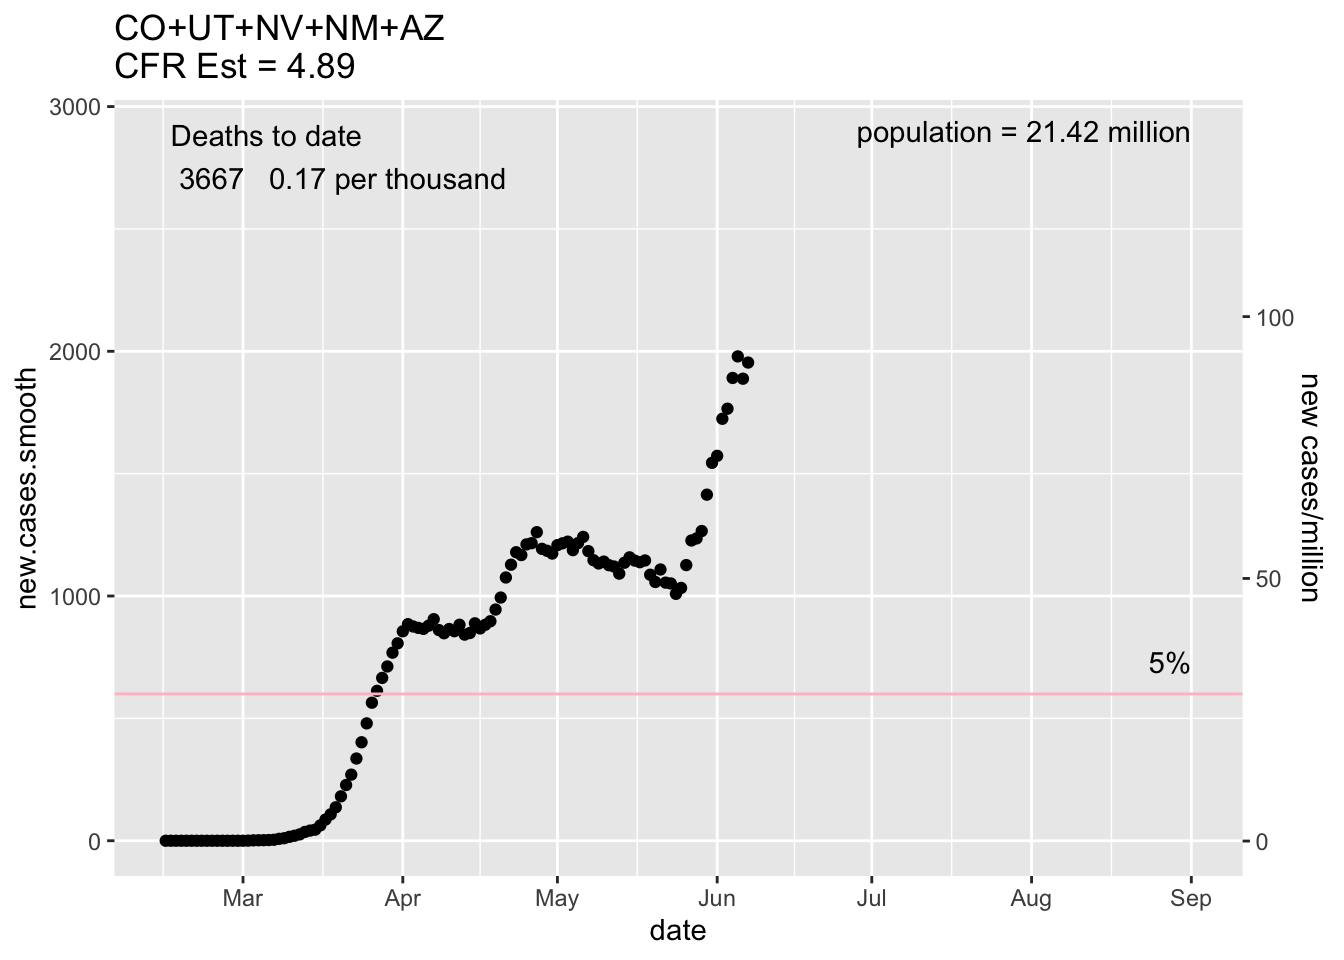 CO+UT+NV+NM+AZ
CFR Est = 4.89
Deaths to date
3667 0.17 per thousand
population = 21.42 million
3000
2000
1000
0
new.cases.smooth
100
50
0
new cases/million
5%
Mar Apr May Jun Jul Aug Sep
date